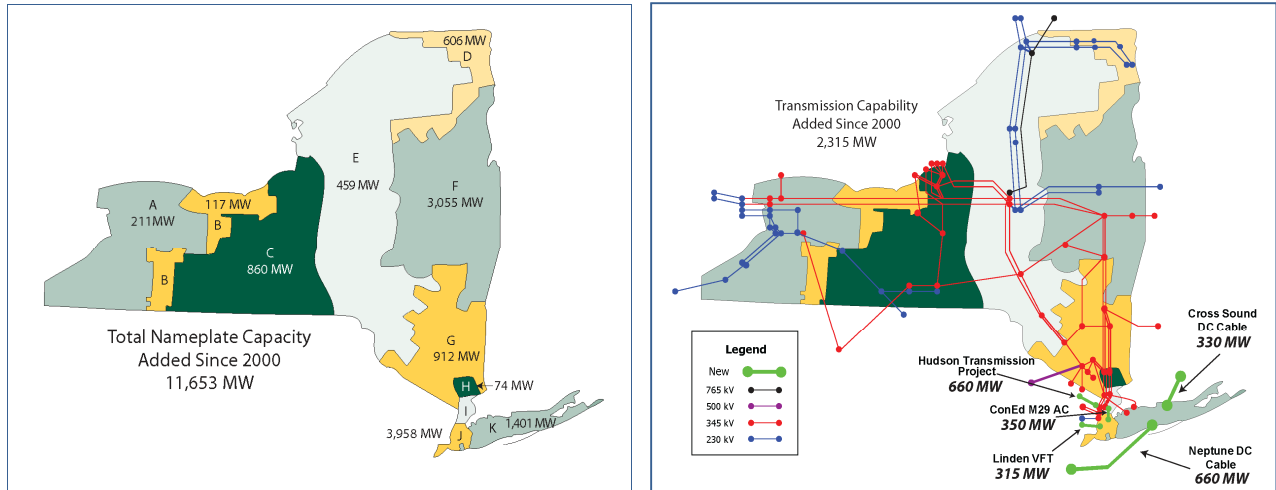 606 MW
D
E
459 MW
F
3,055 MW
A
211MW
117 MW
B
C
860 MW
B
Total Nameplate Capacity
Added Since 2000
11,653 MW
G
912 MW
H
74 MW
I
3,958 MW
J
K
1,401 MW
Transmission Capability
Added Since 2000
2,315 MW
Legend
New
765 kV
500 kV
345 kV
230 kV
Cross Sound
DC Cable
330 MW
Hudson Transmission
Project
660 MW
ConEd M29 AC
350 MW
Linden VFT
315 MW
Neptune DC
Cable
660 MW